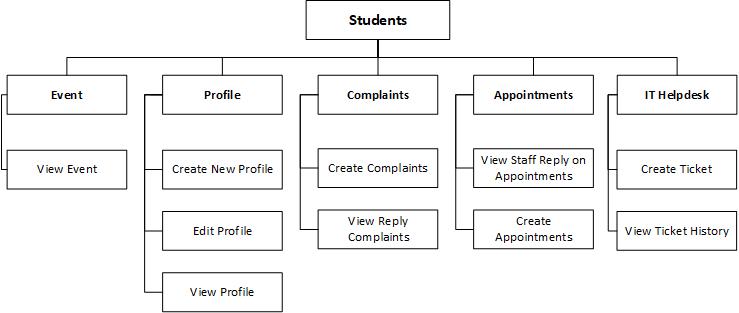 Students
Event
Profile
Complaints
Appointments
IT Helpdesk
View Event
Create New Profile
Create Complaints
View Staff Reply on
Appointments
Create Ticket
Edit Profile
View Reply
Complaints
Create
Appointments
View Ticket History
View Profile